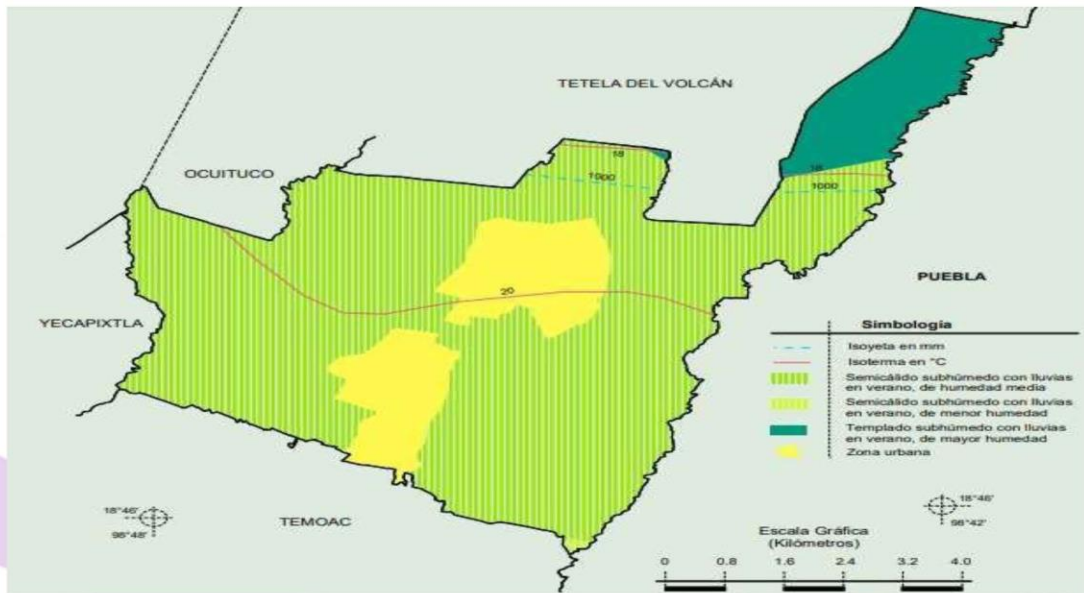 TETELA DEL VOLCÁN
OCUITUCO
18
1000
18
1000
20
PUEBLA
YECAPIXTLA
TEMOAC
18°46'
98°48'
18°46'
98°42'
Simbología
Isoyeta en mm
Isoterma en °C
Semicálido subhúmedo con lluvias
en verano, de humedad media
Semicálido subhúmedo con lluvias
en verano, de menor humedad
Templado subhúmedo con lluvias
en verano, de mayor humedad
Zona urbana
Escala Gráfica
(Kilómetros)
0 0.8 1.6 2.4 3.2 4.0